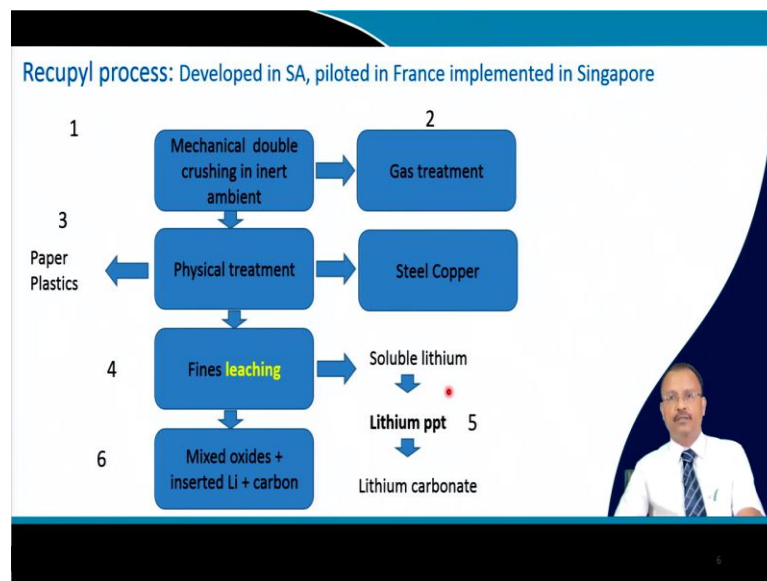 Recupyl process: Developed in SA, piloted in France implemented in Singapore
1
2
Mechanical double
crushing in inert
ambient
Gas treatment
3
Paper
Plastics
Physical treatment
Steel Copper
4
Fines leaching
Soluble lithium
Lithium ppt
5
6
Mixed oxides +
inserted Li + carbon
Lithium carbonate
6